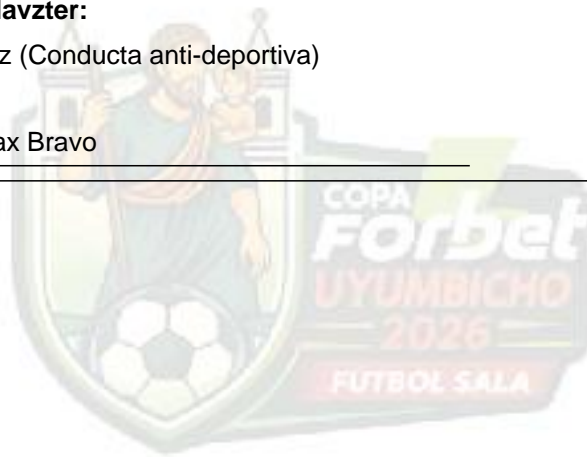 lavzter:
z (Conducta anti-deportiva)
ax Bravo
COPA
Forbet
UYUMBICHO
2026
FUTBOL SALA